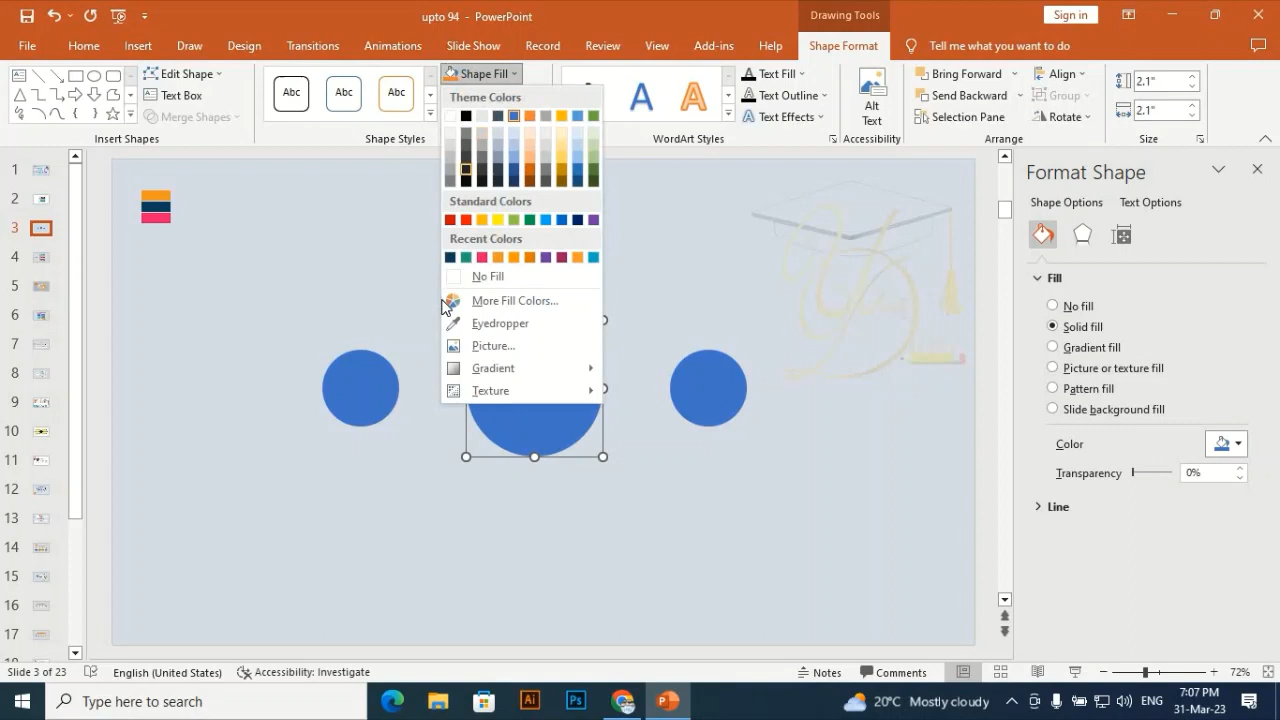 upto 94 - PowerPoint
Drawing Tools
Sign in
File
Home
Insert
Draw
Design
Transitions
Animations
Slide Show
Record
Review
View
Add-ins
Help
Shape Format
Tell me what you want to do
Edit Shape
Text Box
Merge Shapes
Insert Shapes
Abc
Abc
Abc
Shape Styles
Shape Fill
Theme Colors
Standard Colors
Recent Colors
No Fill
More Fill Colors...
Eyedropper
Picture...
Gradient
Texture
A
A
Text Fill
Text Outline
Text Effects
WordArt Styles
Alt
Text
Accessibility
Bring Forward
Send Backward
Selection Pane
Align
Group
Rotate
Arrange
2.1"
2.1"
Size
1
2
3
4
5
6
7
8
9
10
11
12
13
14
15
16
17
Format Shape
Shape Options
Text Options
Fill
No fill
Solid fill
Gradient fill
Picture or texture fill
Pattern fill
Slide background fill
Color
Transparency
0%
Line
Slide 3 of 23
English (United States)
Accessibility: Investigate
Notes
Comments
72%
Type here to search
Ai
Ps
20°C Mostly cloudy
ENG
7:07 PM
31-Mar-23